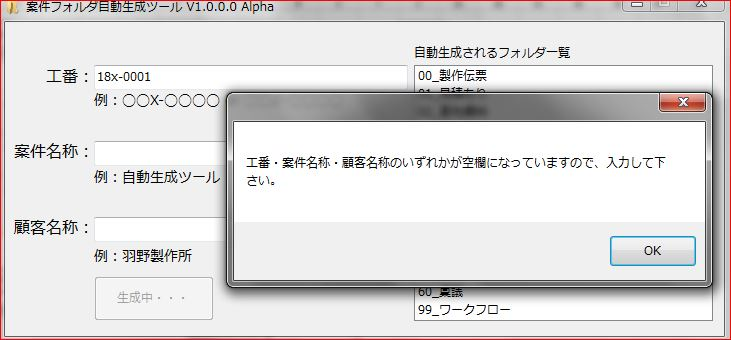 案件フォルダ自動生成ツール V1.0.0.0 Alpha
自動生成されるフォルダ一覧
工番：
18x-0001
例：〇〇X-〇〇〇〇
00_製作伝票
工番・案件名称・顧客名称のいずれかが空欄になっていますので、入力して下
さい。
OK
案件名称：
例：自動生成ツール
顧客名称：
例：羽野製作所
生成中・・・
60_稟議
99_ワークフロー